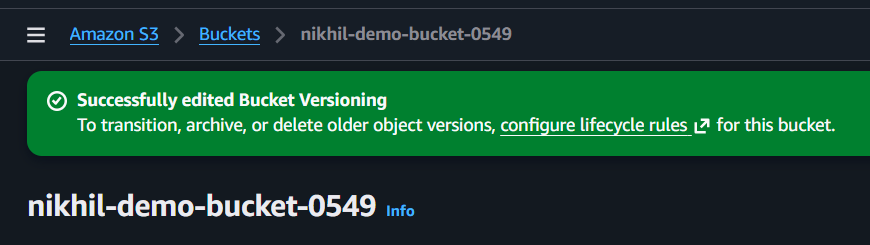 Amazon S3 > Buckets > nikhil-demo-bucket-0549
Successfully edited Bucket Versioning
To transition, archive, or delete older object versions, configure lifecycle rules for this bucket.
nikhil-demo-bucket-0549 Info